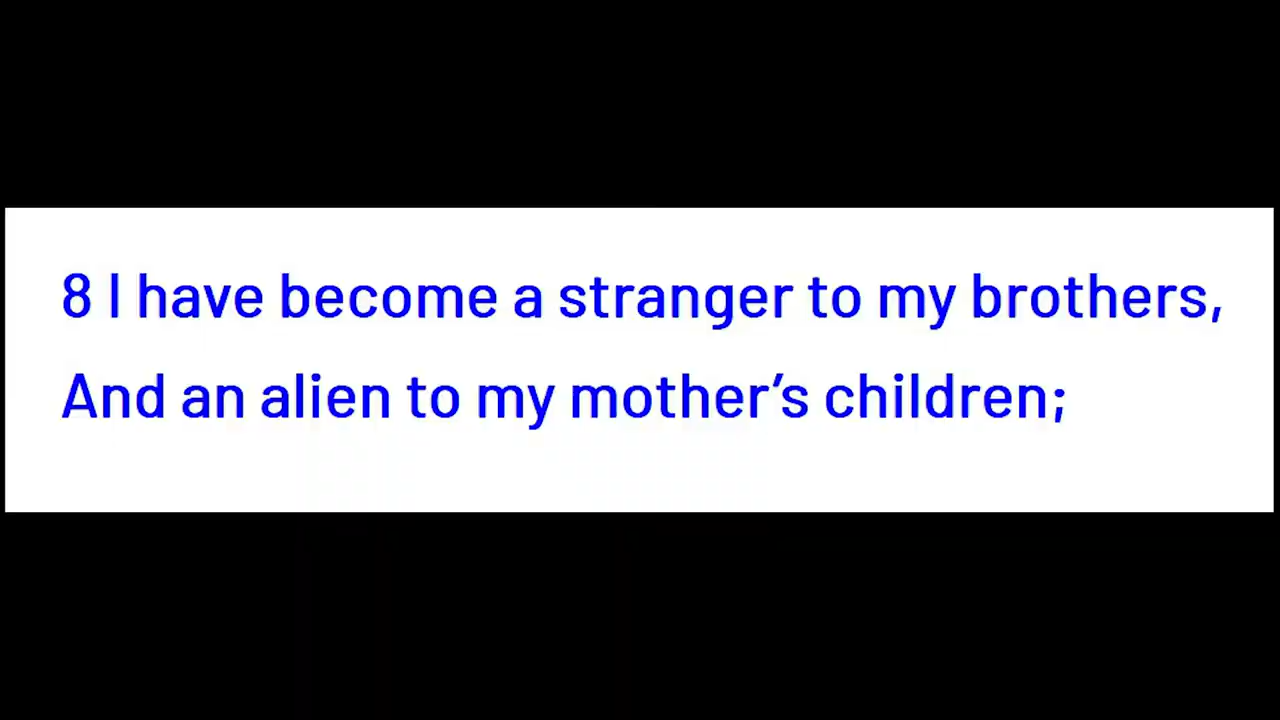 8 I have become a stranger to my brothers,
And an alien to my mother’s children;